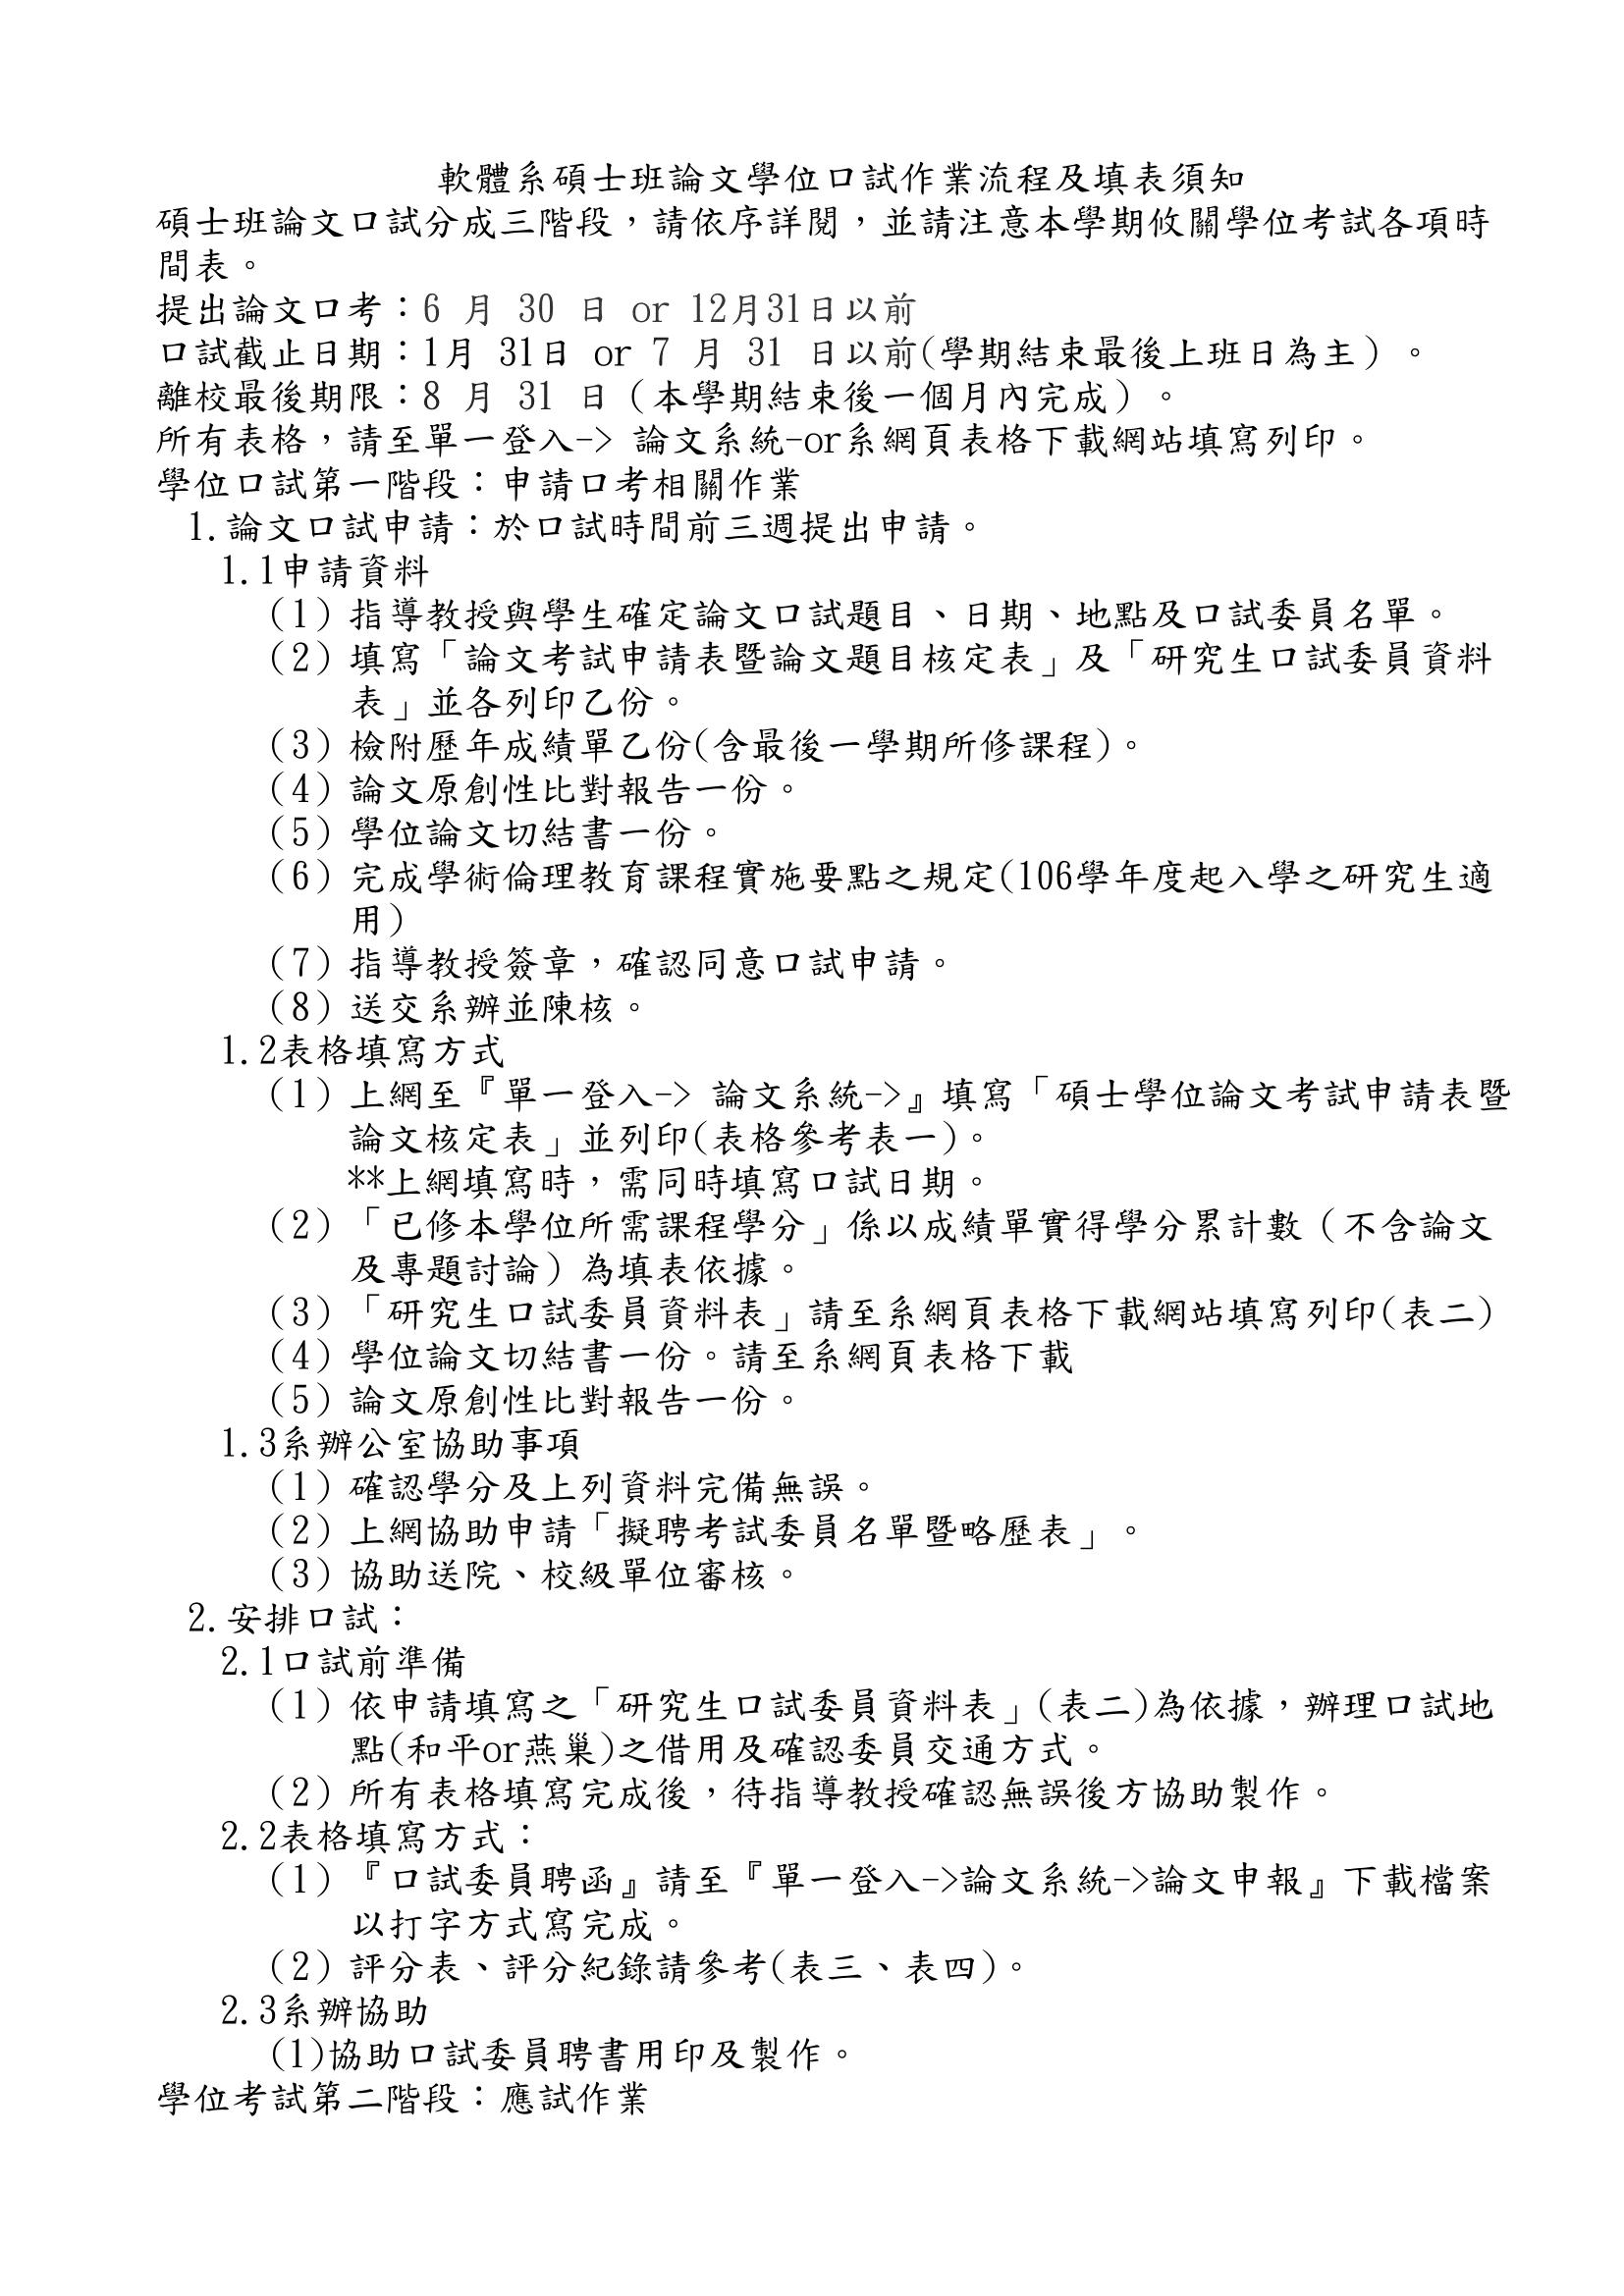 軟體系碩士班論文學位口試作業流程及填表須知
碩士班論文口試分成三階段，請依序詳閱，並請注意本學期攸關學位考試各項時
間表。
提出論文口考：6 月 30 日 or 12月31日以前
口試截止日期：1月 31日 or 7 月 31 日以前(學期結束最後上班日為主）。
離校最後期限：8 月 31 日（本學期結束後一個月內完成）。
所有表格，請至單一登入-> 論文系統-or系網頁表格下載網站填寫列印。
學位口試第一階段：申請口考相關作業
1.論文口試申請：於口試時間前三週提出申請。
1.1申請資料
（1）指導教授與學生確定論文口試題目、日期、地點及口試委員名單。
（2）填寫「論文考試申請表暨論文題目核定表」及「研究生口試委員資料
表」並各列印乙份。
（3）檢附歷年成績單乙份(含最後一學期所修課程)。
（4）論文原創性比對報告一份。
（5）學位論文切結書一份。
（6）完成學術倫理教育課程實施要點之規定(106學年度起入學之研究生適
用）
（7）指導教授簽章，確認同意口試申請。
（8）送交系辦並陳核。
1.2表格填寫方式
（1）上網至『單一登入-> 論文系統->』填寫「碩士學位論文考試申請表暨
論文核定表」並列印(表格參考表一)。
**上網填寫時，需同時填寫口試日期。
（2）「已修本學位所需課程學分」係以成績單實得學分累計數（不含論文
及專題討論）為填表依據。
（3）「研究生口試委員資料表」請至系網頁表格下載網站填寫列印(表二)
（4）學位論文切結書一份。請至系網頁表格下載
（5）論文原創性比對報告一份。
1.3系辦公室協助事項
（1）確認學分及上列資料完備無誤。
（2）上網協助申請「擬聘考試委員名單暨略歷表」。
（3）協助送院、校級單位審核。
2.安排口試：
2.1口試前準備
（1）依申請填寫之「研究生口試委員資料表」(表二)為依據，辦理口試地
點(和平or燕巢)之借用及確認委員交通方式。
（2）所有表格填寫完成後，待指導教授確認無誤後方協助製作。
2.2表格填寫方式：
（1）『口試委員聘函』請至『單一登入->論文系統->論文申報』下載檔案
以打字方式寫完成。
（2）評分表、評分紀錄請參考(表三、表四)。
2.3系辦協助
(1)協助口試委員聘書用印及製作。
學位考試第二階段：應試作業